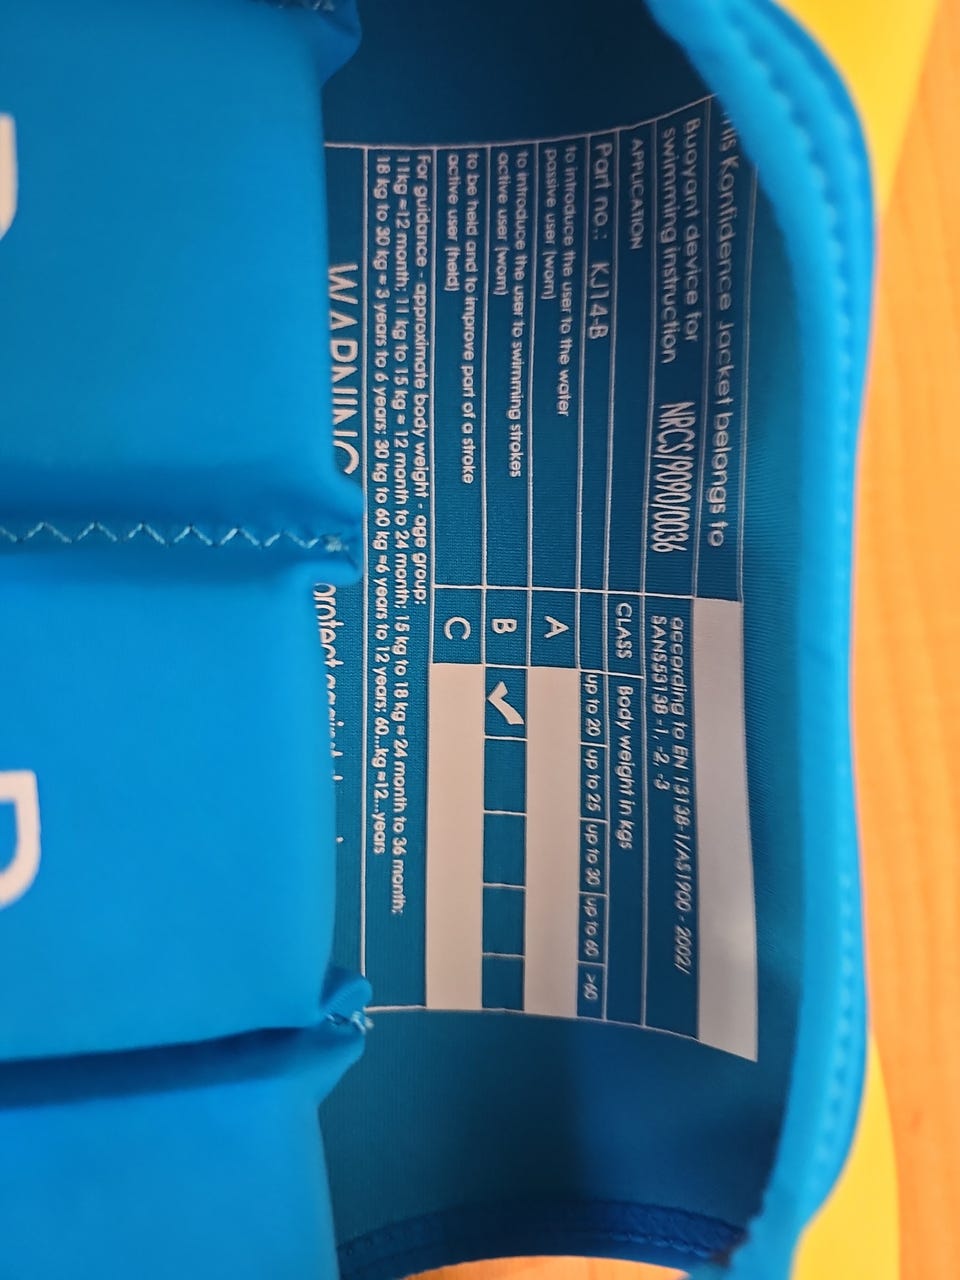 his Konfidence Jacket belongs to
Buoyant device for
swimming instruction
NRCS/9090/0036
according to EN 13138-1/AS1900 - 2002/
SANS53138 -1, -2, -3
APPLICATION
CLASS
Body weight in kgs
Part no.: KJ14-B
up to 20 up to 25 up to 30 up to 60 >60
to introduce the user to the water
passive user (worn)
A
to introduce the user to swimming strokes
active user (worn)
B ✓
to be held and to improve part of a stroke
active user (held)
C
For guidance - approximate body weight - age group:
11kg ≈12 month; 11 kg to 15 kg ≈ 12 month to 24 month; 15 kg to 18 kg ≈ 24 month to 36 month;
18 kg to 30 kg ≈ 3 years to 6 years; 30 kg to 60 kg ≈6 years to 12 years; 60...kg ≈12...years
WARNING
protect against